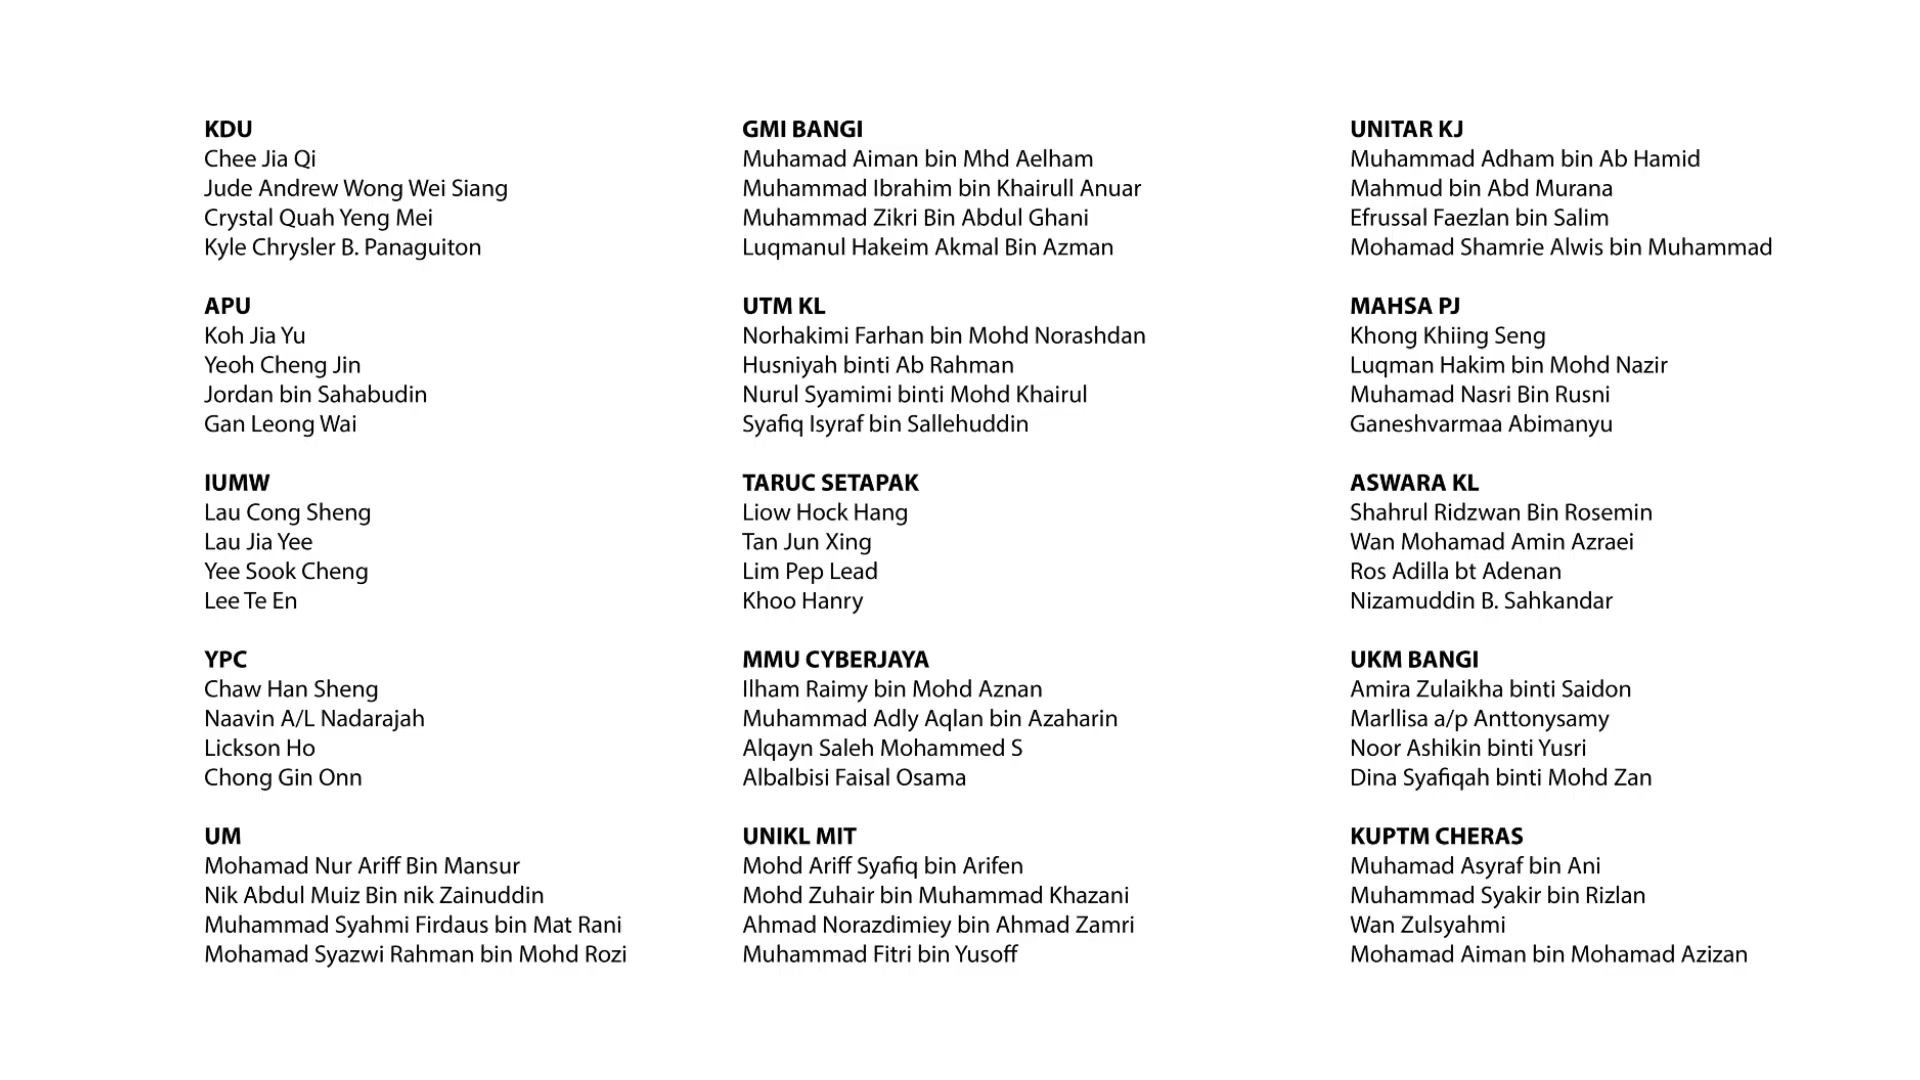 KDU
Chee Jia Qi
Jude Andrew Wong Wei Siang
Crystal Quah Yeng Mei
Kyle Chrysler B. Panaguiton
APU
Koh Jia Yu
Yeoh Cheng Jin
Jordan bin Sahabudin
Gan Leong Wai
IUMW
Lau Cong Sheng
Lau Jia Yee
Yee Sook Cheng
Lee Te En
YPC
Chaw Han Sheng
Naavin A/L Nadarajah
Lickson Ho
Chong Gin Onn
UM
Mohamad Nur Ariff Bin Mansur
Nik Abdul Muiz Bin nik Zainuddin
Muhammad Syahmi Firdaus bin Mat Rani
Mohamad Syazwi Rahman bin Mohd Rozi
GMI BANGI
Muhamad Aiman bin Mhd Aelham
Muhammad Ibrahim bin Khairull Anuar
Muhammad Zikri Bin Abdul Ghani
Luqmanul Hakeim Akmal Bin Azman
UTM KL
Norhakimi Farhan bin Mohd Norashdan
Husniyah binti Ab Rahman
Nurul Syamimi binti Mohd Khairul
Syafiq Isyraf bin Sallehuddin
TARUC SETAPAK
Liow Hock Hang
Tan Jun Xing
Lim Pep Lead
Khoo Hanry
MMU CYBERJAYA
Ilham Raimy bin Mohd Aznan
Muhammad Adly Aqlan bin Azaharin
Alqayn Saleh Mohammed S
Albalbisi Faisal Osama
UNIKL MIT
Mohd Ariff Syafiq bin Arifen
Mohd Zuhair bin Muhammad Khazani
Ahmad Norazdimiey bin Ahmad Zamri
Muhammad Fitri bin Yusoff
UNITAR KJ
Muhammad Adham bin Ab Hamid
Mahmud bin Abd Murana
Efrussal Faezlan bin Salim
Mohamad Shamrie Alwis bin Muhammad
MAHSA PJ
Khong Khiing Seng
Luqman Hakim bin Mohd Nazir
Muhamad Nasri Bin Rusni
Ganeshvarmaa Abimanyu
ASWARA KL
Shahrul Ridzwan Bin Rosemin
Wan Mohamad Amin Azraei
Ros Adilla bt Adenan
Nizamuddin B. Sahkandar
UKM BANGI
Amira Zulaikha binti Saidon
Marllisa a/p Anttonysamy
Noor Ashikin binti Yusri
Dina Syafiqah binti Mohd Zan
KUPTM CHERAS
Muhamad Asyraf bin Ani
Muhammad Syakir bin Rizlan
Wan Zulsyahmi
Mohamad Aiman bin Mohamad Azizan